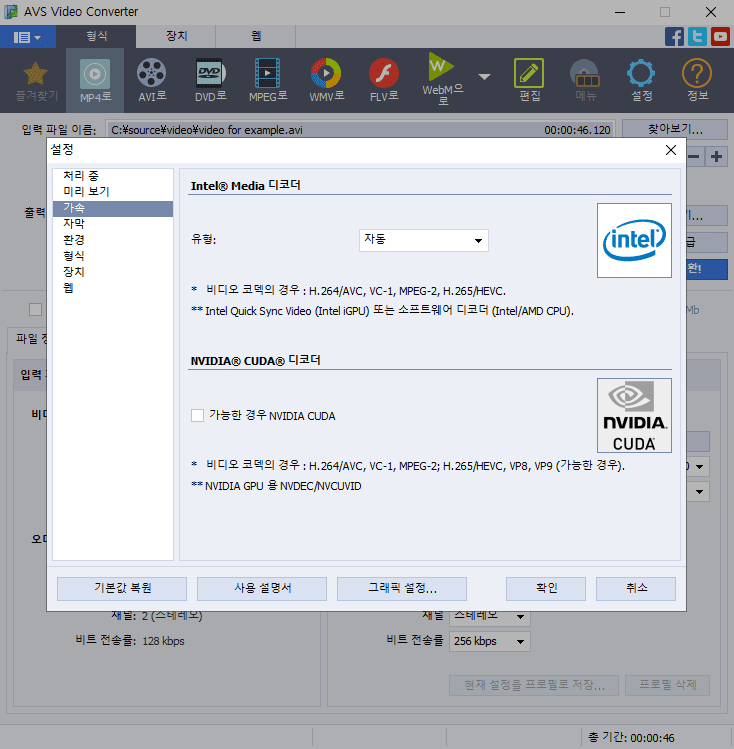 AVS Video Converter
형식
장치
웹
즐겨찾기
MP4로
AVI로
DVD로
MPEG로
WMV로
FLV로
WebM으로
편집
메뉴
설정
정보
입력 파일 이름:
C:¥source¥video¥video for example.avi
00:00:46.120
찾아보기...
설정
처리 중
미리 보기
가속
자막
환경
형식
장치
웹
Intel® Media 디코더
유형:
자동
intel
* 비디오 코덱의 경우 : H.264/AVC, VC-1, MPEG-2, H.265/HEVC.
** Intel Quick Sync Video (Intel iGPU) 또는 소프트웨어 디코더 (Intel/AMD CPU).
NVIDIA® CUDA® 디코더
가능한 경우 NVIDIA CUDA
NVIDIA.
CUDA
* 비디오 코덱의 경우 : H.264/AVC, VC-1, MPEG-2; H.265/HEVC, VP8, VP9 (가능한 경우).
** NVIDIA GPU 용 NVDEC/NVCUVID
기본값 복원
사용 설명서
그래픽 설정...
확인
취소
출력
급
환!
Mb
파일
입력
채널: 2 (스테레오)
채널
스테레오
비트 전송률: 128 kbps
비트 전송률
256 kbps
현재 설정을 프로필로 저장...
프로필 삭제
총 기간: 00:00:46